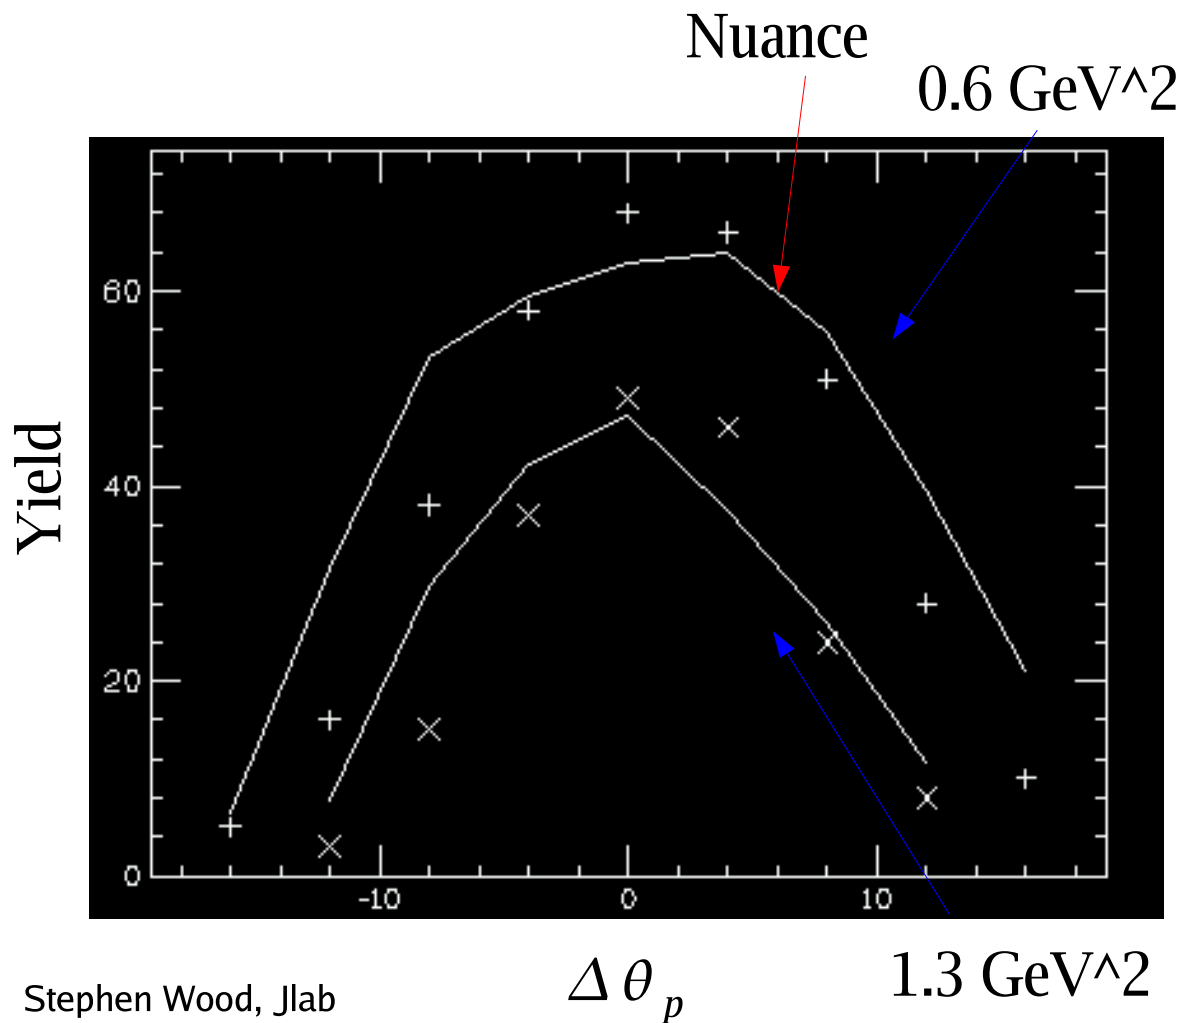 Nuance
0.6 GeV^2
60
40
20
0
Yield
-10
0
10
Δ θ p
1.3 GeV^2
Stephen Wood, Jlab